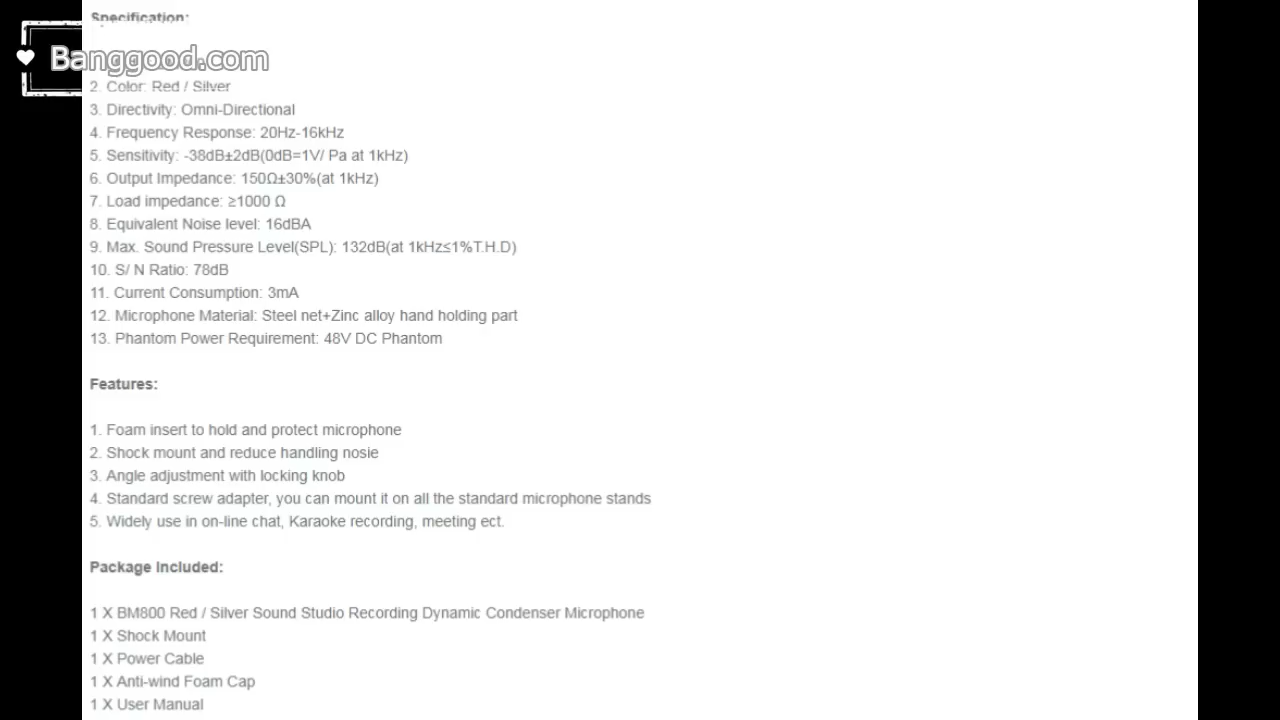 Specification:
Banggood.com
2. Color: Red / Silver
3. Directivity: Omni-Directional
4. Frequency Response: 20Hz-16kHz
5. Sensitivity: -38dB±2dB(0dB=1V/ Pa at 1kHz)
6. Output Impedance: 150Ω±30%(at 1kHz)
7. Load impedance: ≥1000 Ω
8. Equivalent Noise level: 16dBA
9. Max. Sound Pressure Level(SPL): 132dB(at 1kHz≤1%T.H.D)
10. S/ N Ratio: 78dB
11. Current Consumption: 3mA
12. Microphone Material: Steel net+Zinc alloy hand holding part
13. Phantom Power Requirement: 48V DC Phantom
Features:
1. Foam insert to hold and protect microphone
2. Shock mount and reduce handling nosie
3. Angle adjustment with locking knob
4. Standard screw adapter, you can mount it on all the standard microphone stands
5. Widely use in on-line chat, Karaoke recording, meeting ect.
Package Included:
1 X BM800 Red / Silver Sound Studio Recording Dynamic Condenser Microphone
1 X Shock Mount
1 X Power Cable
1 X Anti-wind Foam Cap
1 X User Manual